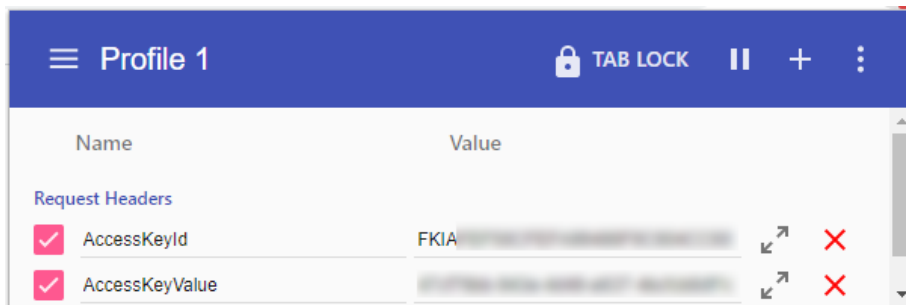 Profile 1 TAB LOCK
Name Value
Request Headers
AccessKeyId FKIA
AccessKeyValue